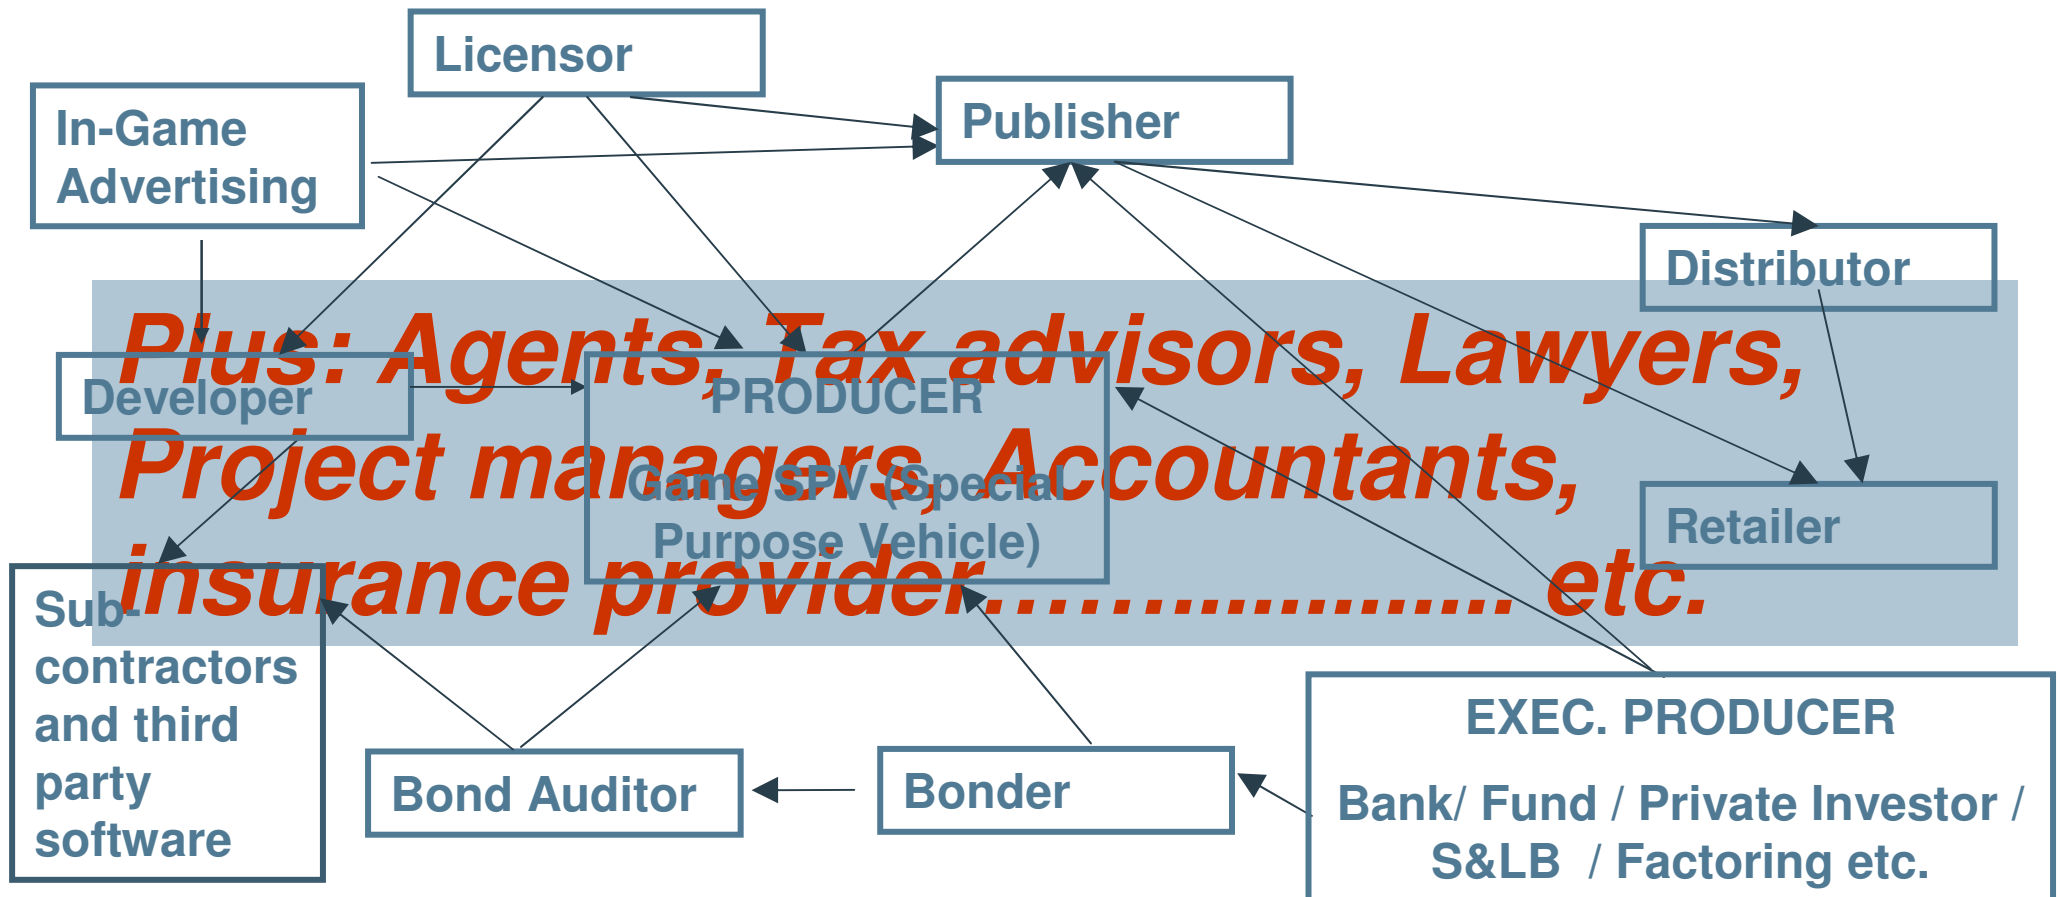 Licensor
In-Game
Advertising
Publisher
Distributor
Plus: Agents, Tax advisors, Lawyers,
Project managers, Accountants,
insurance provider…………….............. etc.
Developer
PRODUCER
Game SPV (Special
Purpose Vehicle)
Retailer
Sub-
contractors
and third
party
software
Bond Auditor
Bonder
EXEC. PRODUCER
Bank/ Fund / Private Investor /
S&LB / Factoring etc.